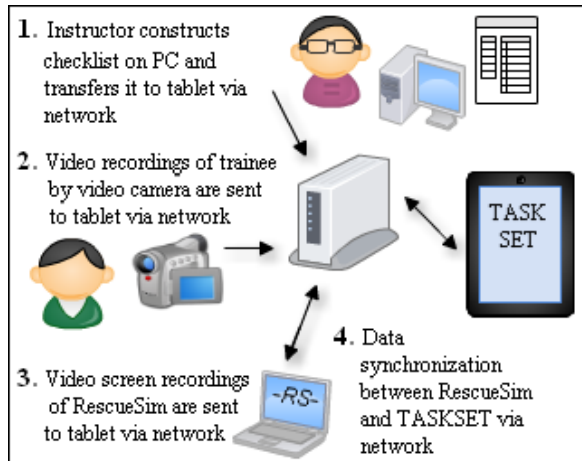 1. Instructor constructs
checklist on PC and
transfers it to tablet via
network
2. Video recordings of trainee
by video camera are sent
to tablet via network
TASK
SET
3. Video screen recordings
of RescueSim are sent
to tablet via network
-RS-
4. Data
synchronization
between RescueSim
and TASKSET via
network